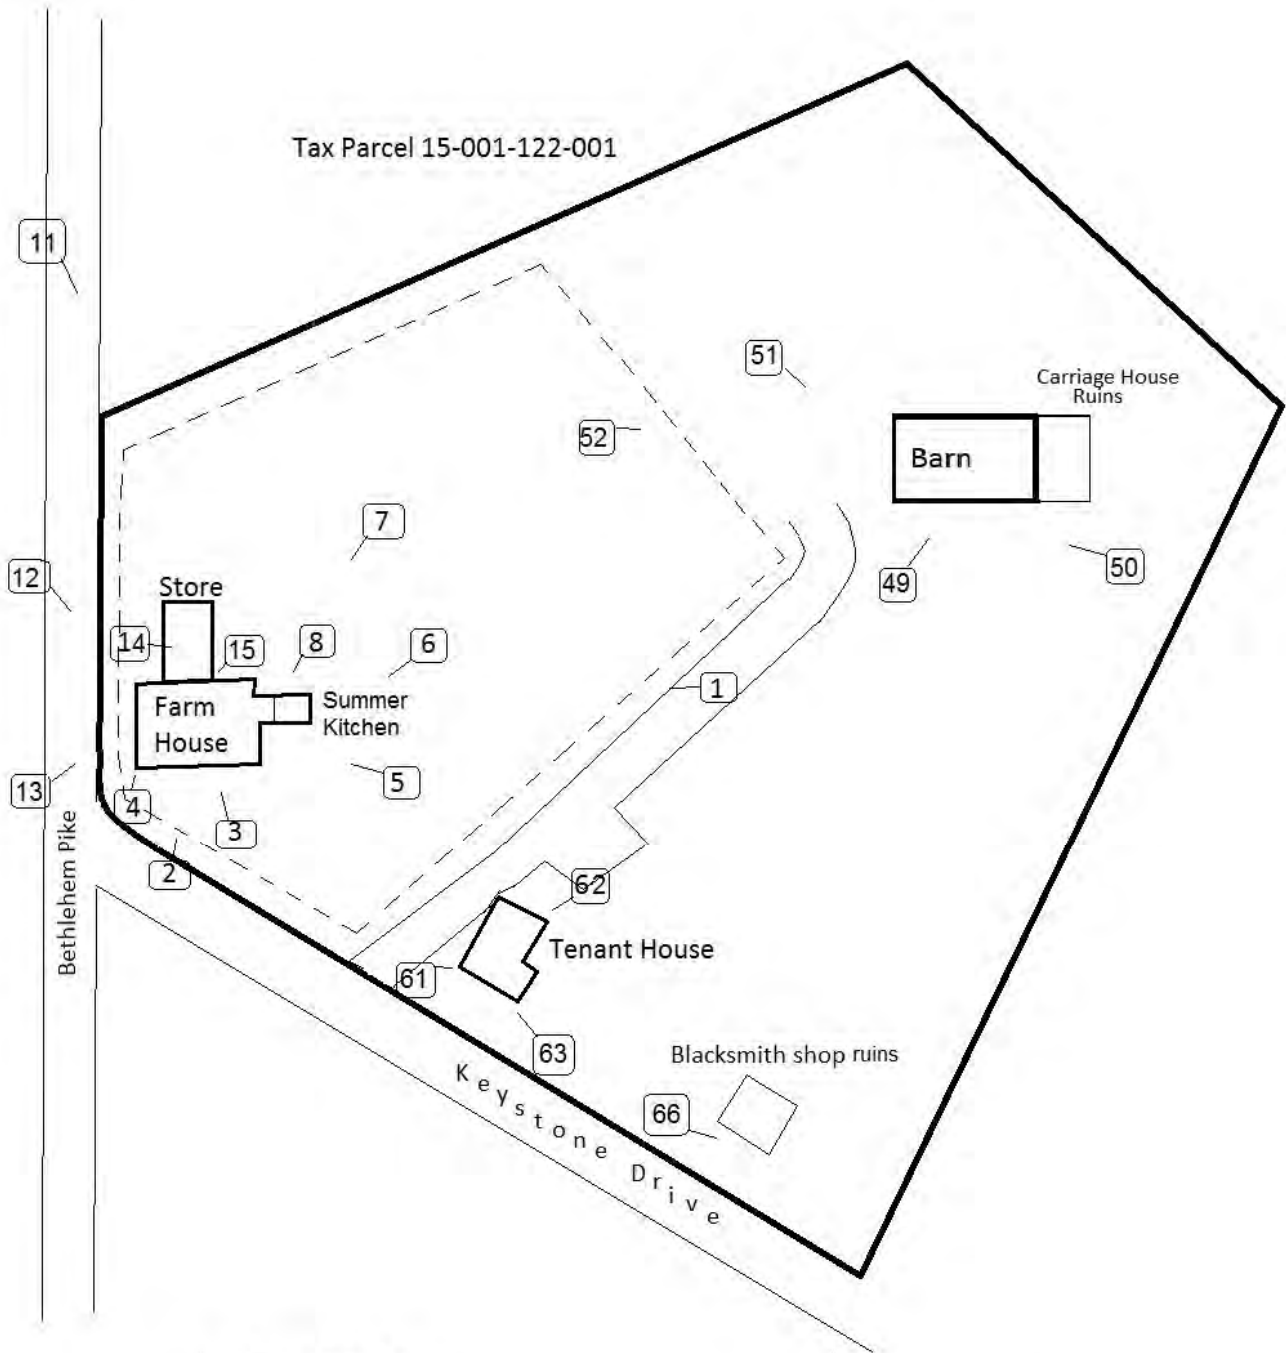 Tax Parcel 15-001-122-001
11
51
Carriage House
Ruins
52
Barn
7
12
49
50
Store
14
15
8
6
1
Farm
House
Summer
Kitchen
13
4
3
5
2
62
Bethlehem Pike
Tenant House
61
63
Blacksmith shop ruins
66
Keystone Drive